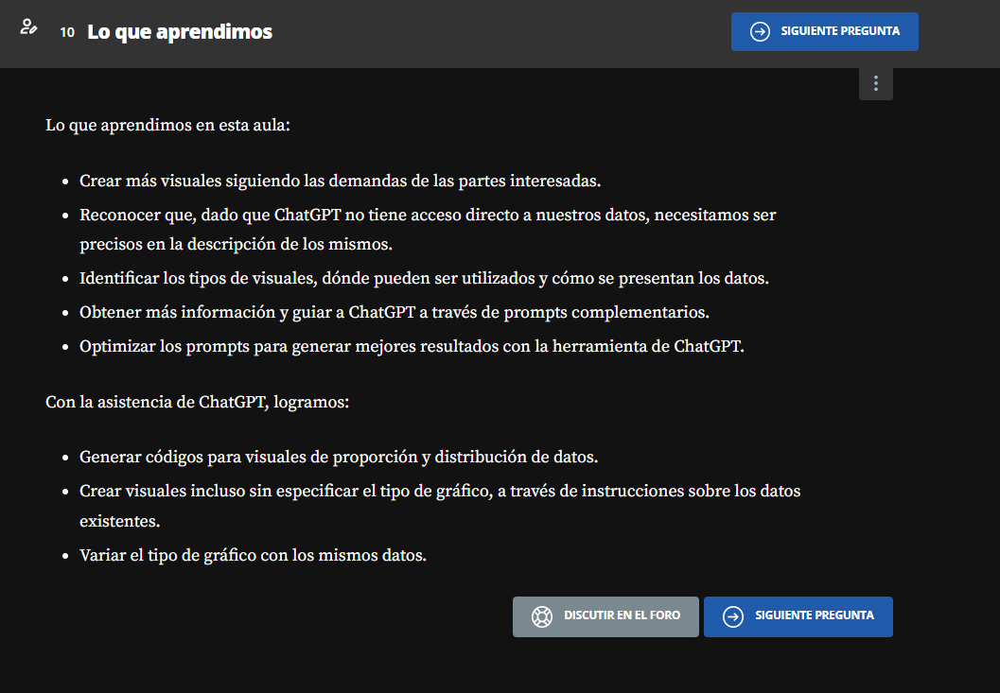 10 Lo que aprendimos
SIGUIENTE PREGUNTA
Lo que aprendimos en esta aula:
• Crear más visuales siguiendo las demandas de las partes interesadas.
• Reconocer que, dado que ChatGPT no tiene acceso directo a nuestros datos, necesitamos ser
precisos en la descripción de los mismos.
• Identificar los tipos de visuales, dónde pueden ser utilizados y cómo se presentan los datos.
• Obtener más información y guiar a ChatGPT a través de prompts complementarios.
• Optimizar los prompts para generar mejores resultados con la herramienta de ChatGPT.
Con la asistencia de ChatGPT, logramos:
• Generar códigos para visuales de proporción y distribución de datos.
• Crear visuales incluso sin especificar el tipo de gráfico, a través de instrucciones sobre los datos
existentes.
• Variar el tipo de gráfico con los mismos datos.
DISCUTIR EN EL FORO
SIGUIENTE PREGUNTA